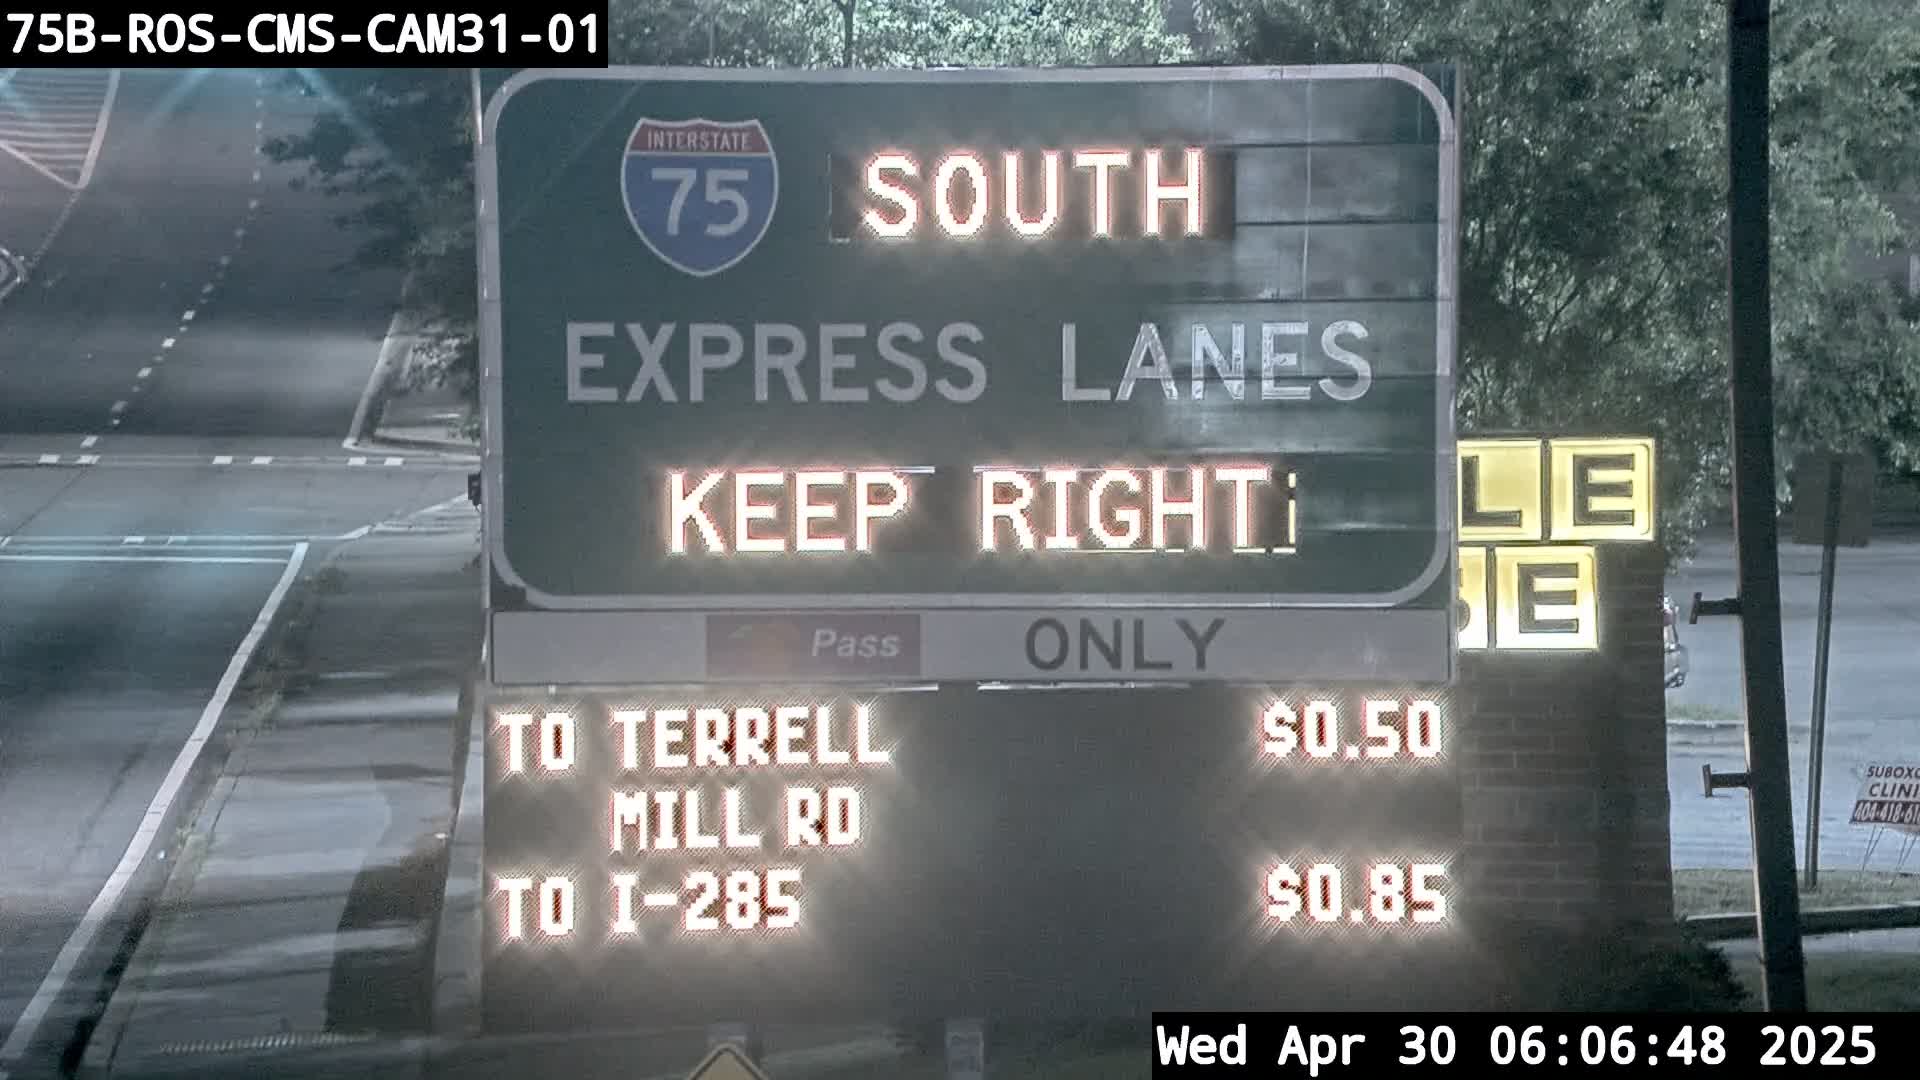 75B-ROS-CMS-CAM31-01
INTERSTATE
75
SOUTH
EXPRESS LANES
KEEP RIGHT
Pass ONLY
TO TERRELL $0.50
MILL RD
TO I-285 $0.85
LE
E
CLINI
Wed Apr 30 06:06:48 2025